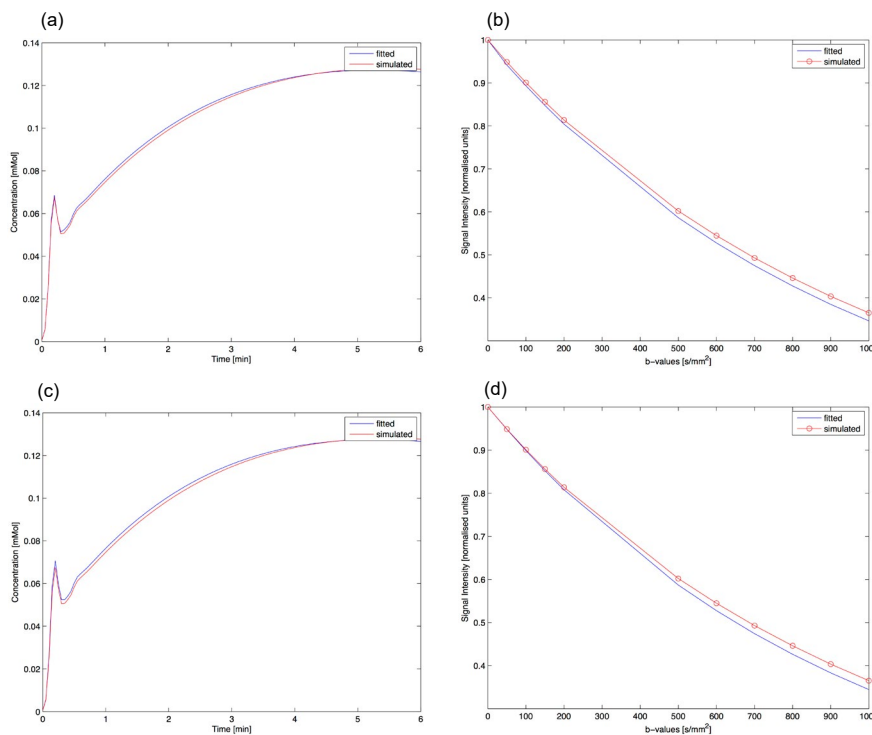 (a)
0.14
0.12
0.1
0.08
0.06
0.04
0.02
0
Concentration [mMol]
fitted
simulated
0 1 2 3 4 5 6
Time [min]
(b)
1
0.9
0.8
0.7
0.6
0.5
0.4
Signal Intensity [normalised units]
fitted
simulated
0 100 200 300 400 500 600 700 800 900 100
b-values [s/mm²]
(c)
0.14
0.12
0.1
0.08
0.06
0.04
0.02
0
Concentration [mMol]
fitted
simulated
0 1 2 3 4 5 6
Time [min]
(d)
1
0.9
0.8
0.7
0.6
0.5
0.4
Signal Intensity [normalised units]
fitted
simulated
0 100 200 300 400 500 600 700 800 900 100
b-values [s/mm²]